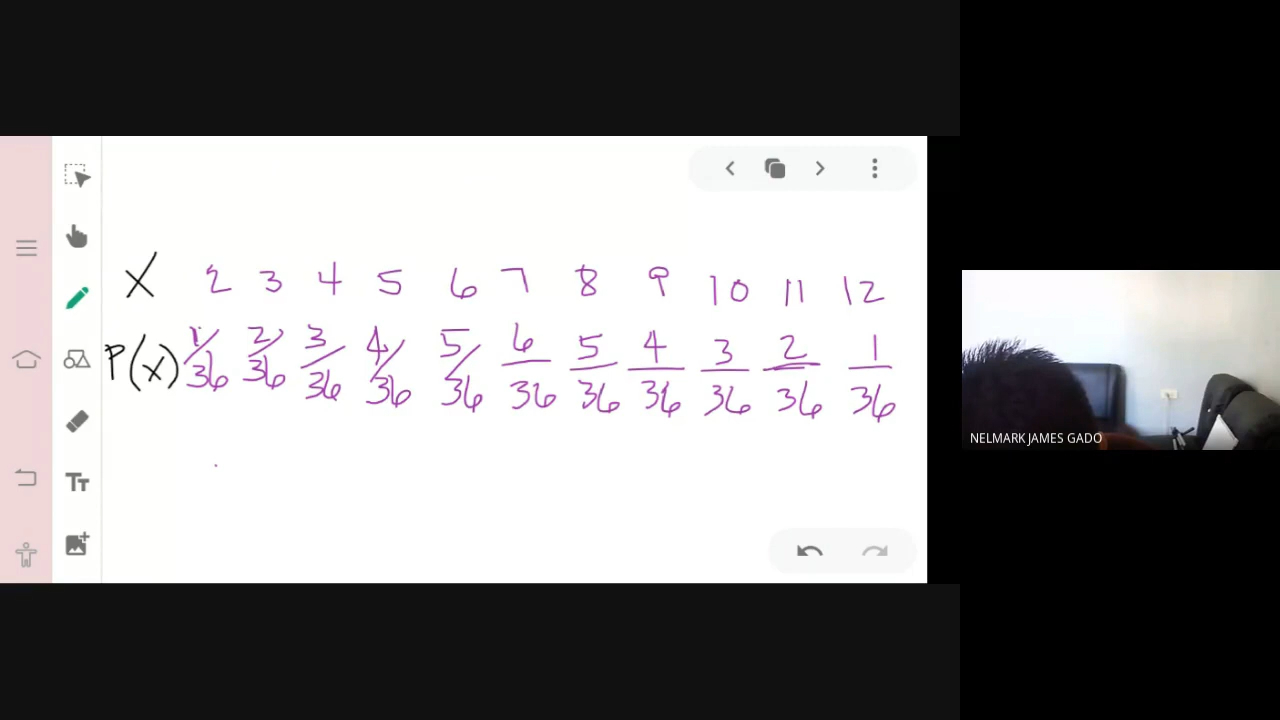 X 2 3 4 5 6 7 8 9 10 11 12
P(x) 1/36 2/36 3/36 4/36 5/36 6/36 5/36 4/36 3/36 2/36 1/36
Tт
NELMARK JAMES GADO